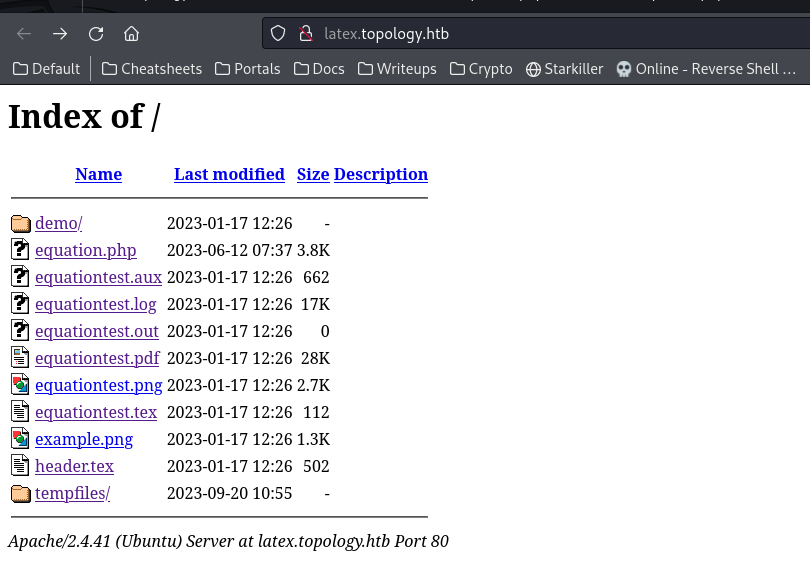 latex.topology.htb
Default Cheatsheets Portals Docs Writeups Crypto Starkiller Online - Reverse Shell ...
Index of /
Name Last modified Size Description
demo/ 2023-01-17 12:26 -
equation.php 2023-06-12 07:37 3.8K
equationtest.aux 2023-01-17 12:26 662
equationtest.log 2023-01-17 12:26 17K
equationtest.out 2023-01-17 12:26 0
equationtest.pdf 2023-01-17 12:26 28K
equationtest.png 2023-01-17 12:26 2.7K
equationtest.tex 2023-01-17 12:26 112
example.png 2023-01-17 12:26 1.3K
header.tex 2023-01-17 12:26 502
tempfiles/ 2023-09-20 10:55 -
Apache/2.4.41 (Ubuntu) Server at latex.topology.htb Port 80